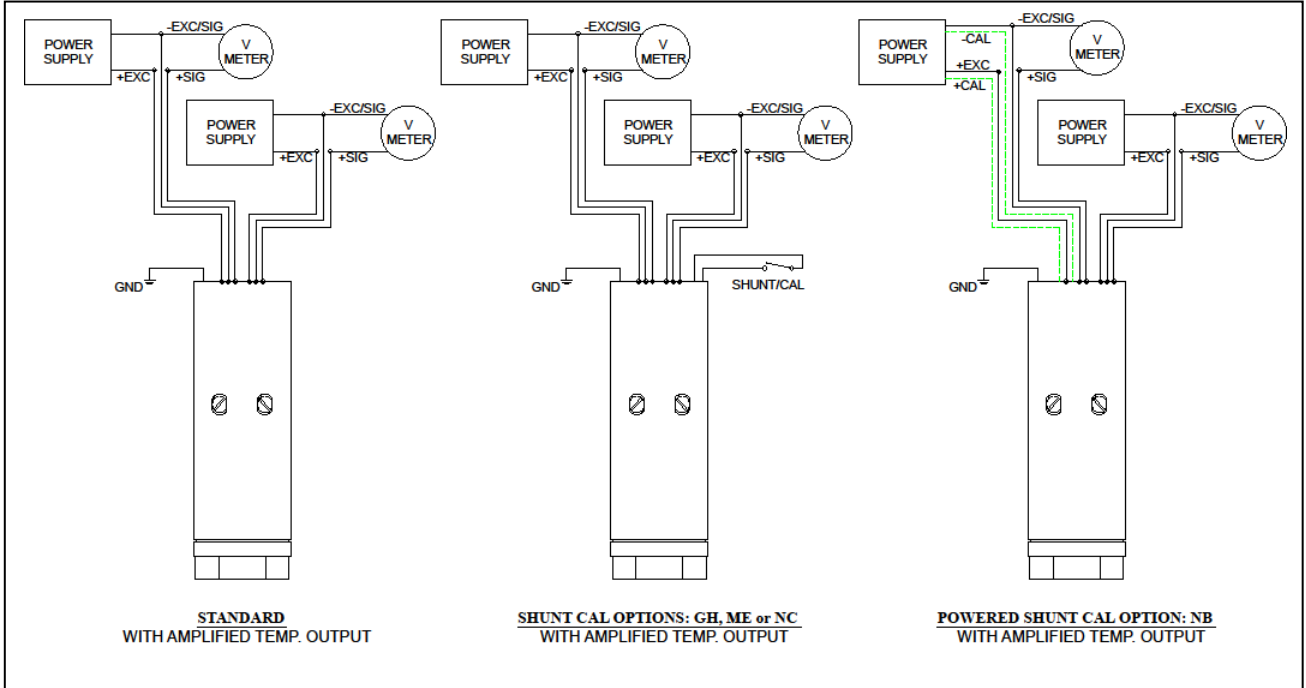 -EXC/SIG
POWER
SUPPLY
V
METER
+EXC
+SIG
-EXC/SIG
POWER
SUPPLY
V
METER
+EXC
+SIG
GND
STANDARD
WITH AMPLIFIED TEMP. OUTPUT
-EXC/SIG
POWER
SUPPLY
V
METER
+EXC
+SIG
-EXC/SIG
POWER
SUPPLY
V
METER
+EXC
+SIG
GND
SHUNT/CAL
SHUNT CAL OPTIONS: GH, ME or NC
WITH AMPLIFIED TEMP. OUTPUT
-EXC/SIG
POWER
SUPPLY
-CAL
V
METER
+EXC
+SIG
+CAL
-EXC/SIG
POWER
SUPPLY
V
METER
+EXC
+SIG
GND
POWERED SHUNT CAL OPTION: NB
WITH AMPLIFIED TEMP. OUTPUT